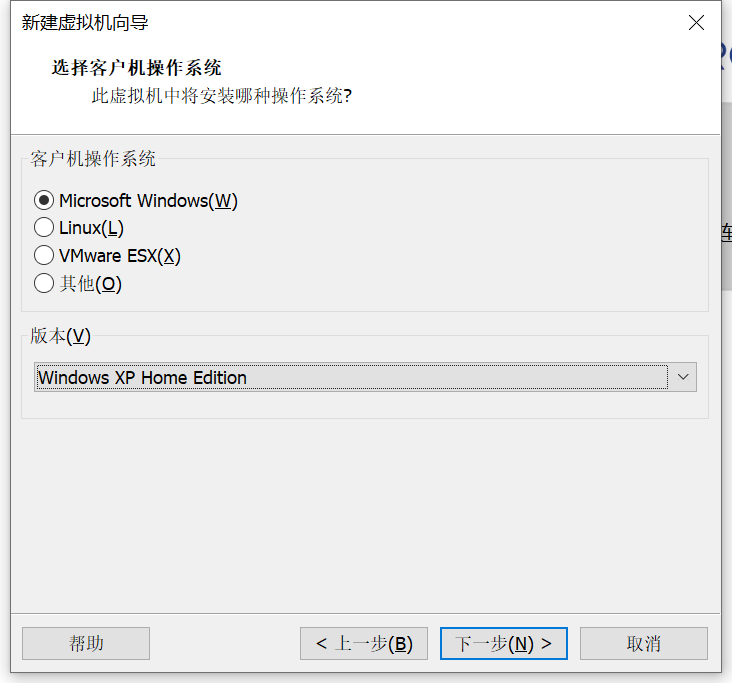 新建虚拟机向导
选择客户机操作系统
此虚拟机中将安装哪种操作系统?
客户机操作系统
Microsoft Windows(W)
Linux(L)
VMware ESX(X)
其他(O)
版本(V)
Windows XP Home Edition
帮助
< 上一步(B)
下一步(N) >
取消